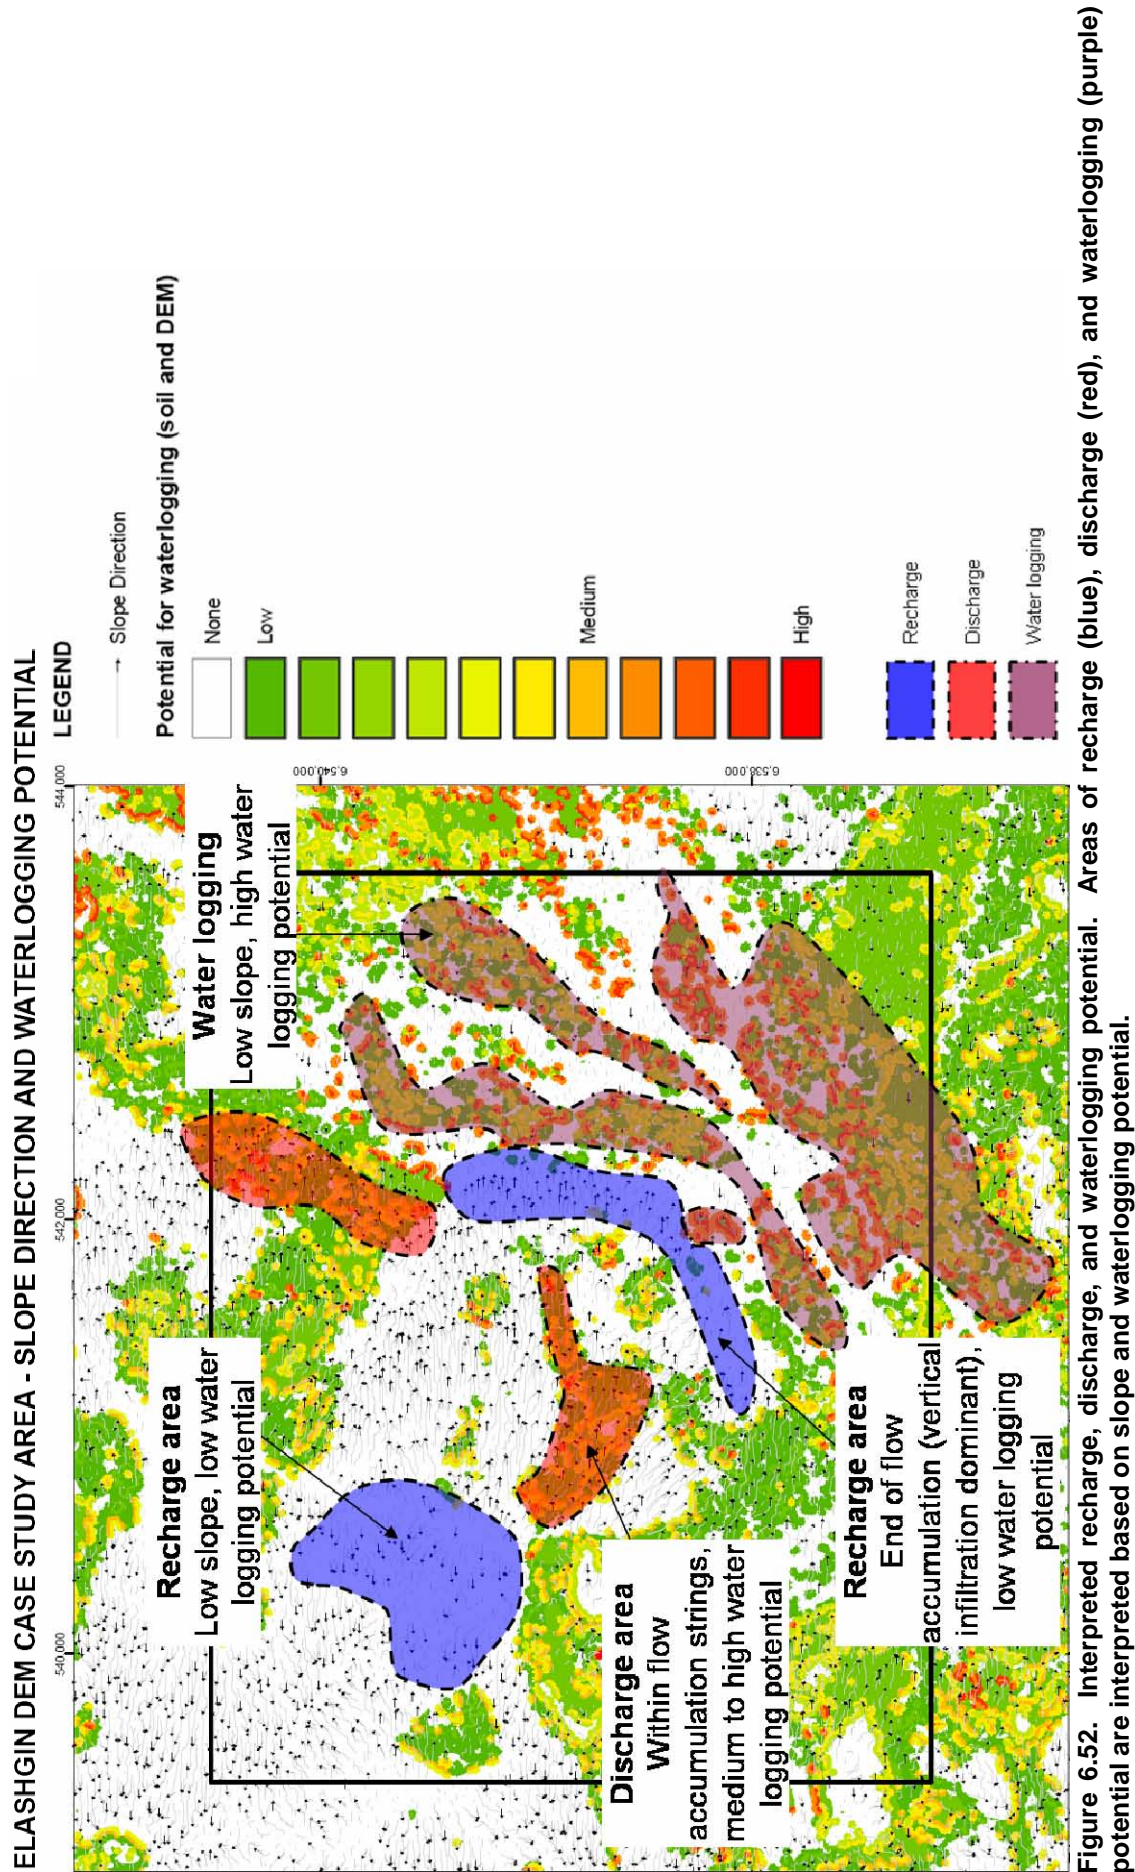 ELASHGIN DEM CASE STUDY AREA - SLOPE DIRECTION AND WATERLOGGING POTENTIAL
540,000
542,000
544,000
6,540,000
6,538,000
Recharge area
Low slope, low water
logging potential
Water logging
Low slope, high water
logging potential
Discharge area
Within flow
accumulation strings,
medium to high water
logging potential
Recharge area
End of flow
accumulation (vertical
infiltration dominant),
low water logging
potential
LEGEND
Slope Direction
Potential for waterlogging (soil and DEM)
None
Low
Medium
High
Recharge
Discharge
Water logging
Figure 6.52. Interpreted recharge, discharge, and waterlogging potential. Areas of recharge (blue), discharge (red), and waterlogging (purple)
potential are interpreted based on slope and waterlogging potential.